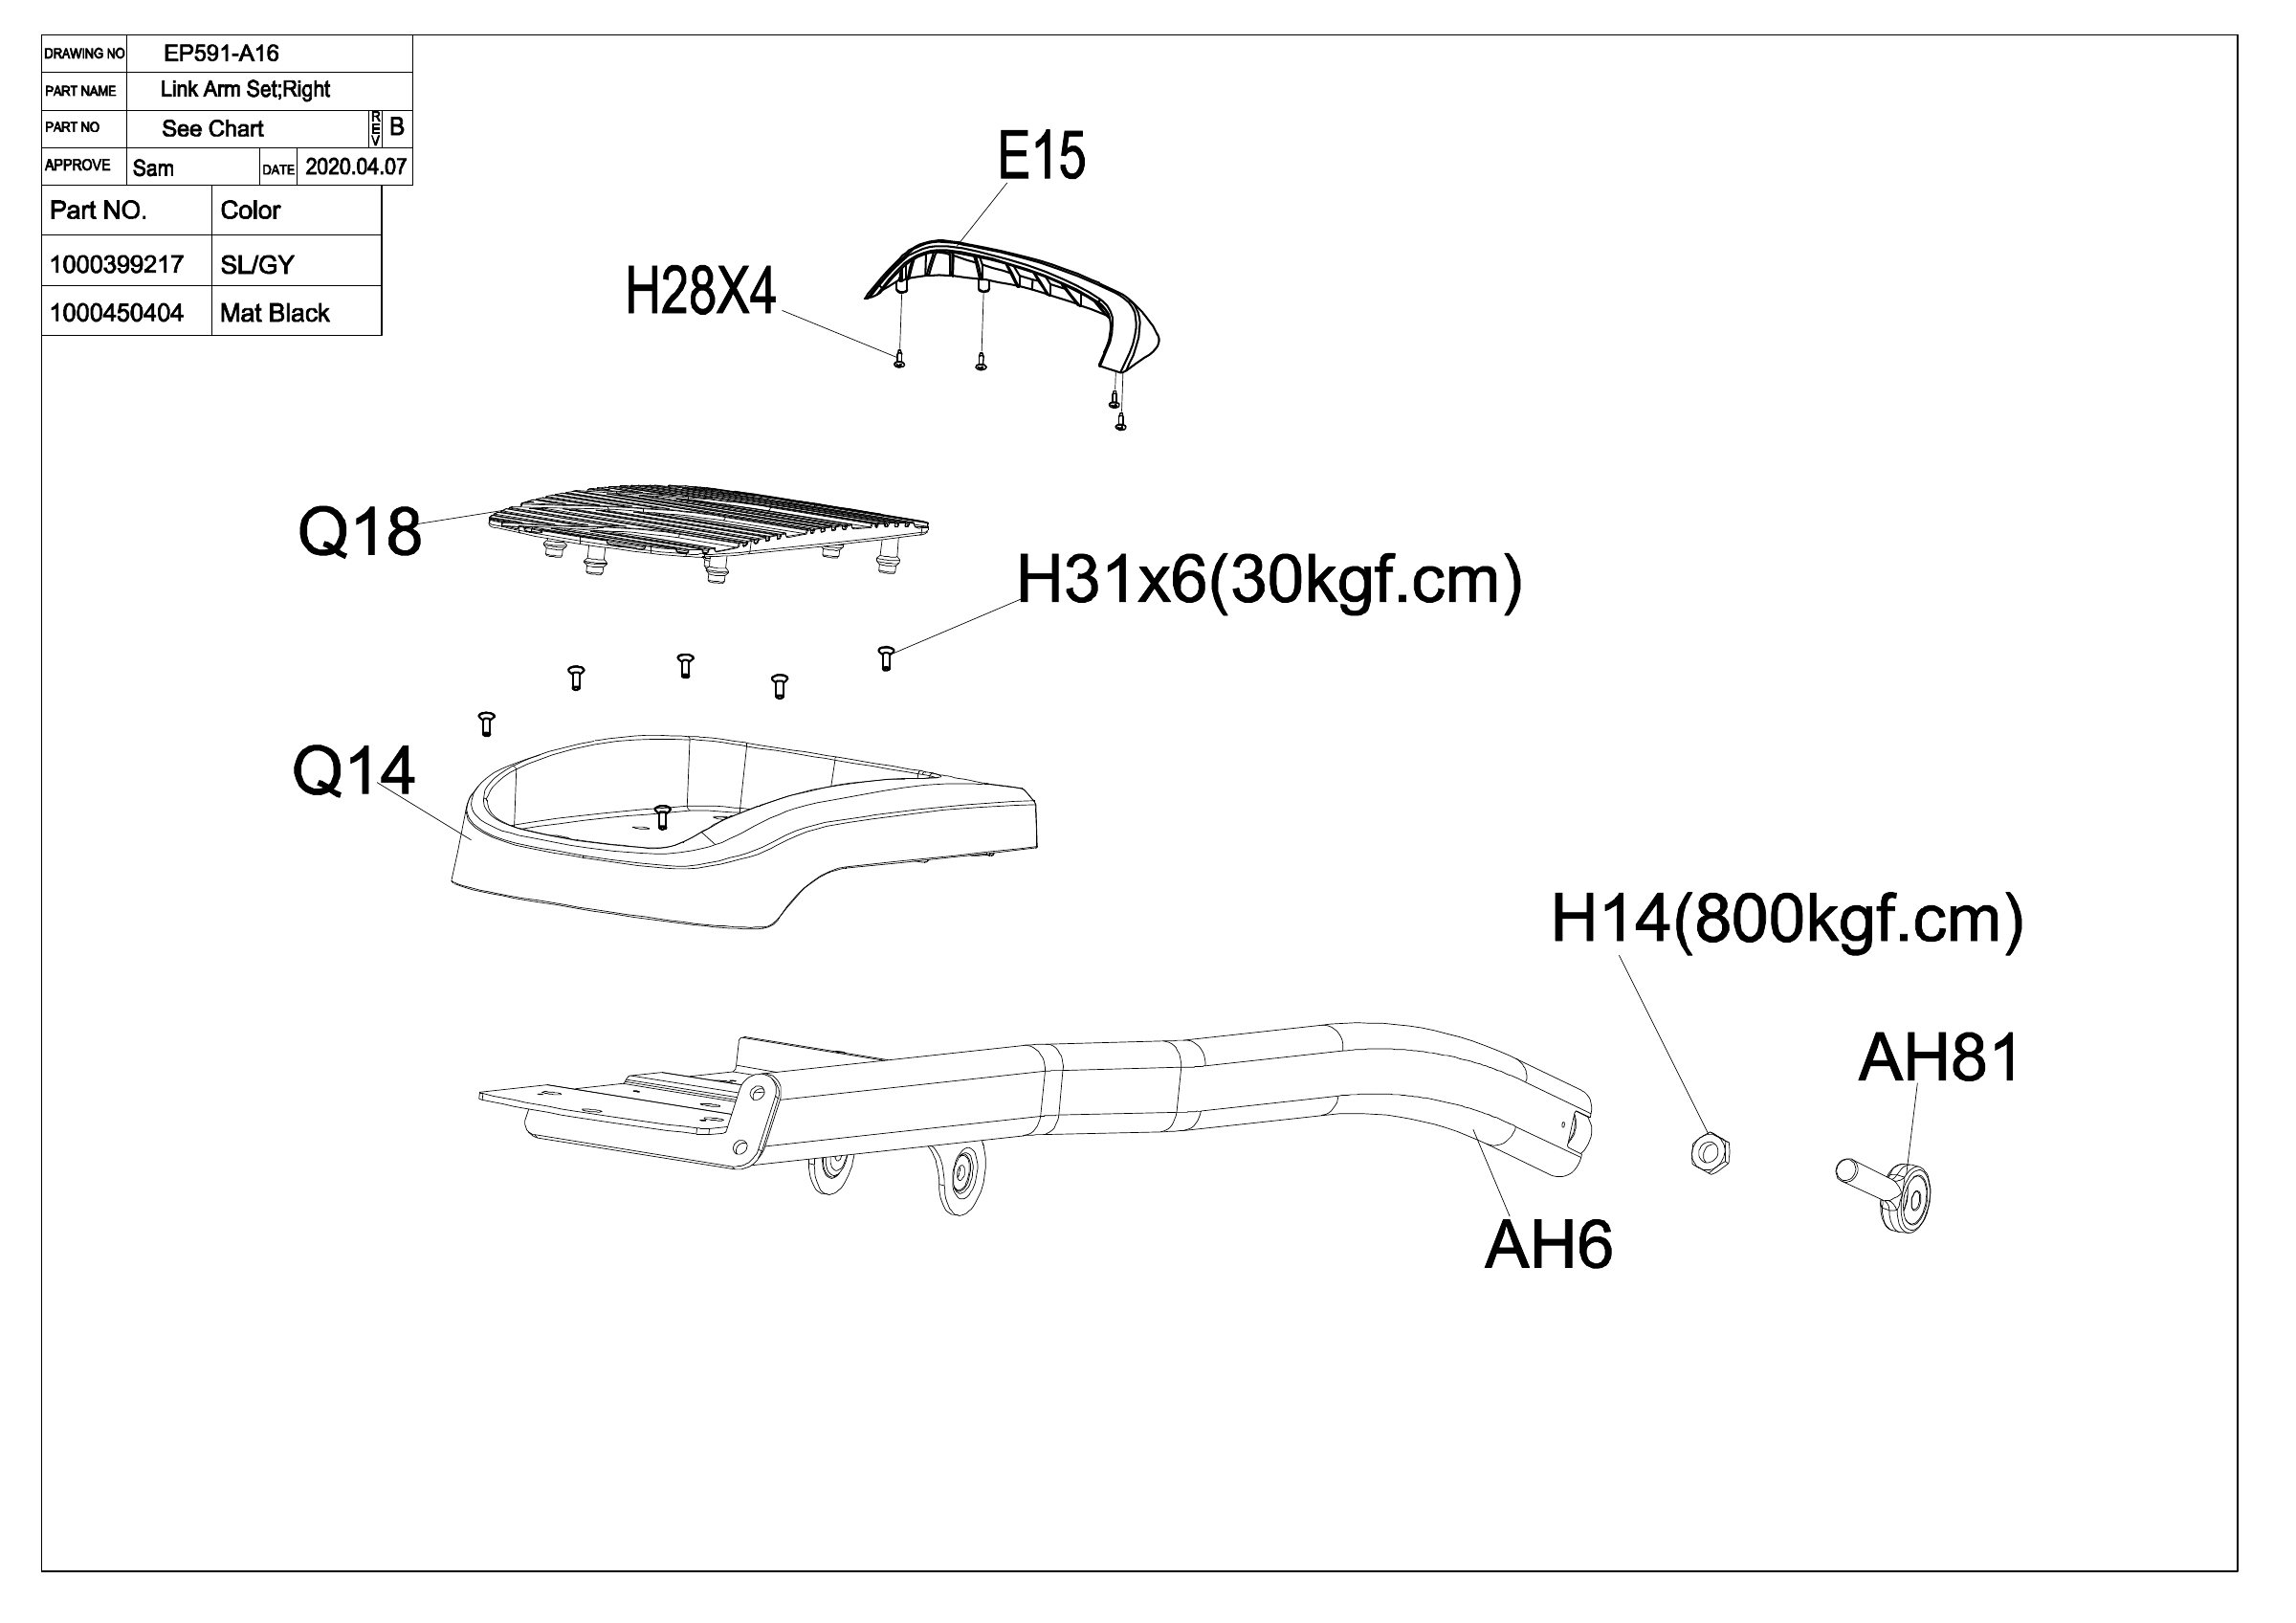 DRAWING NO EP591-A16
PART NAME Link Arm Set;Right
PART NO See Chart REV B
APPROVE Sam DATE 2020.04.07
Part NO. Color
1000399217 SL/GY
1000450404 Mat Black
E15
H28X4
Q18
H31x6(30kgf.cm)
Q14
H14(800kgf.cm)
AH81
AH6